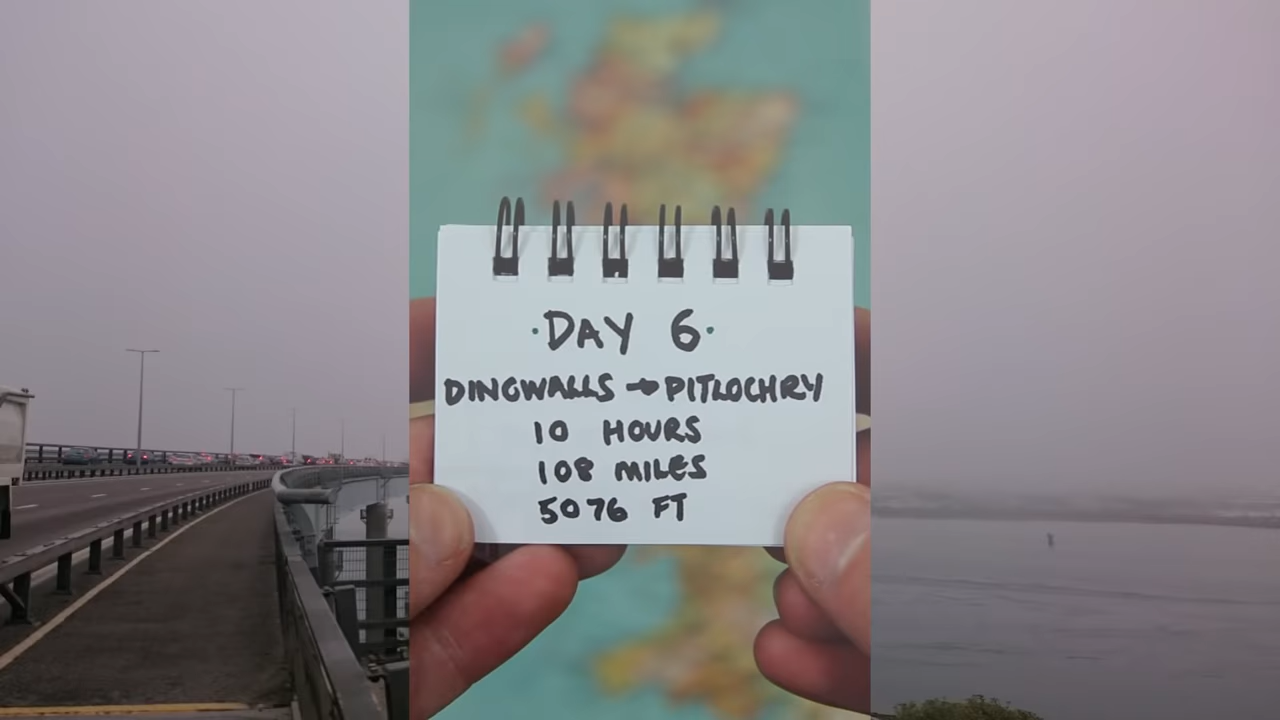 ·DAY 6·
DINGWALLS → PITLOCHRY
10 HOURS
108 MILES
5076 FT